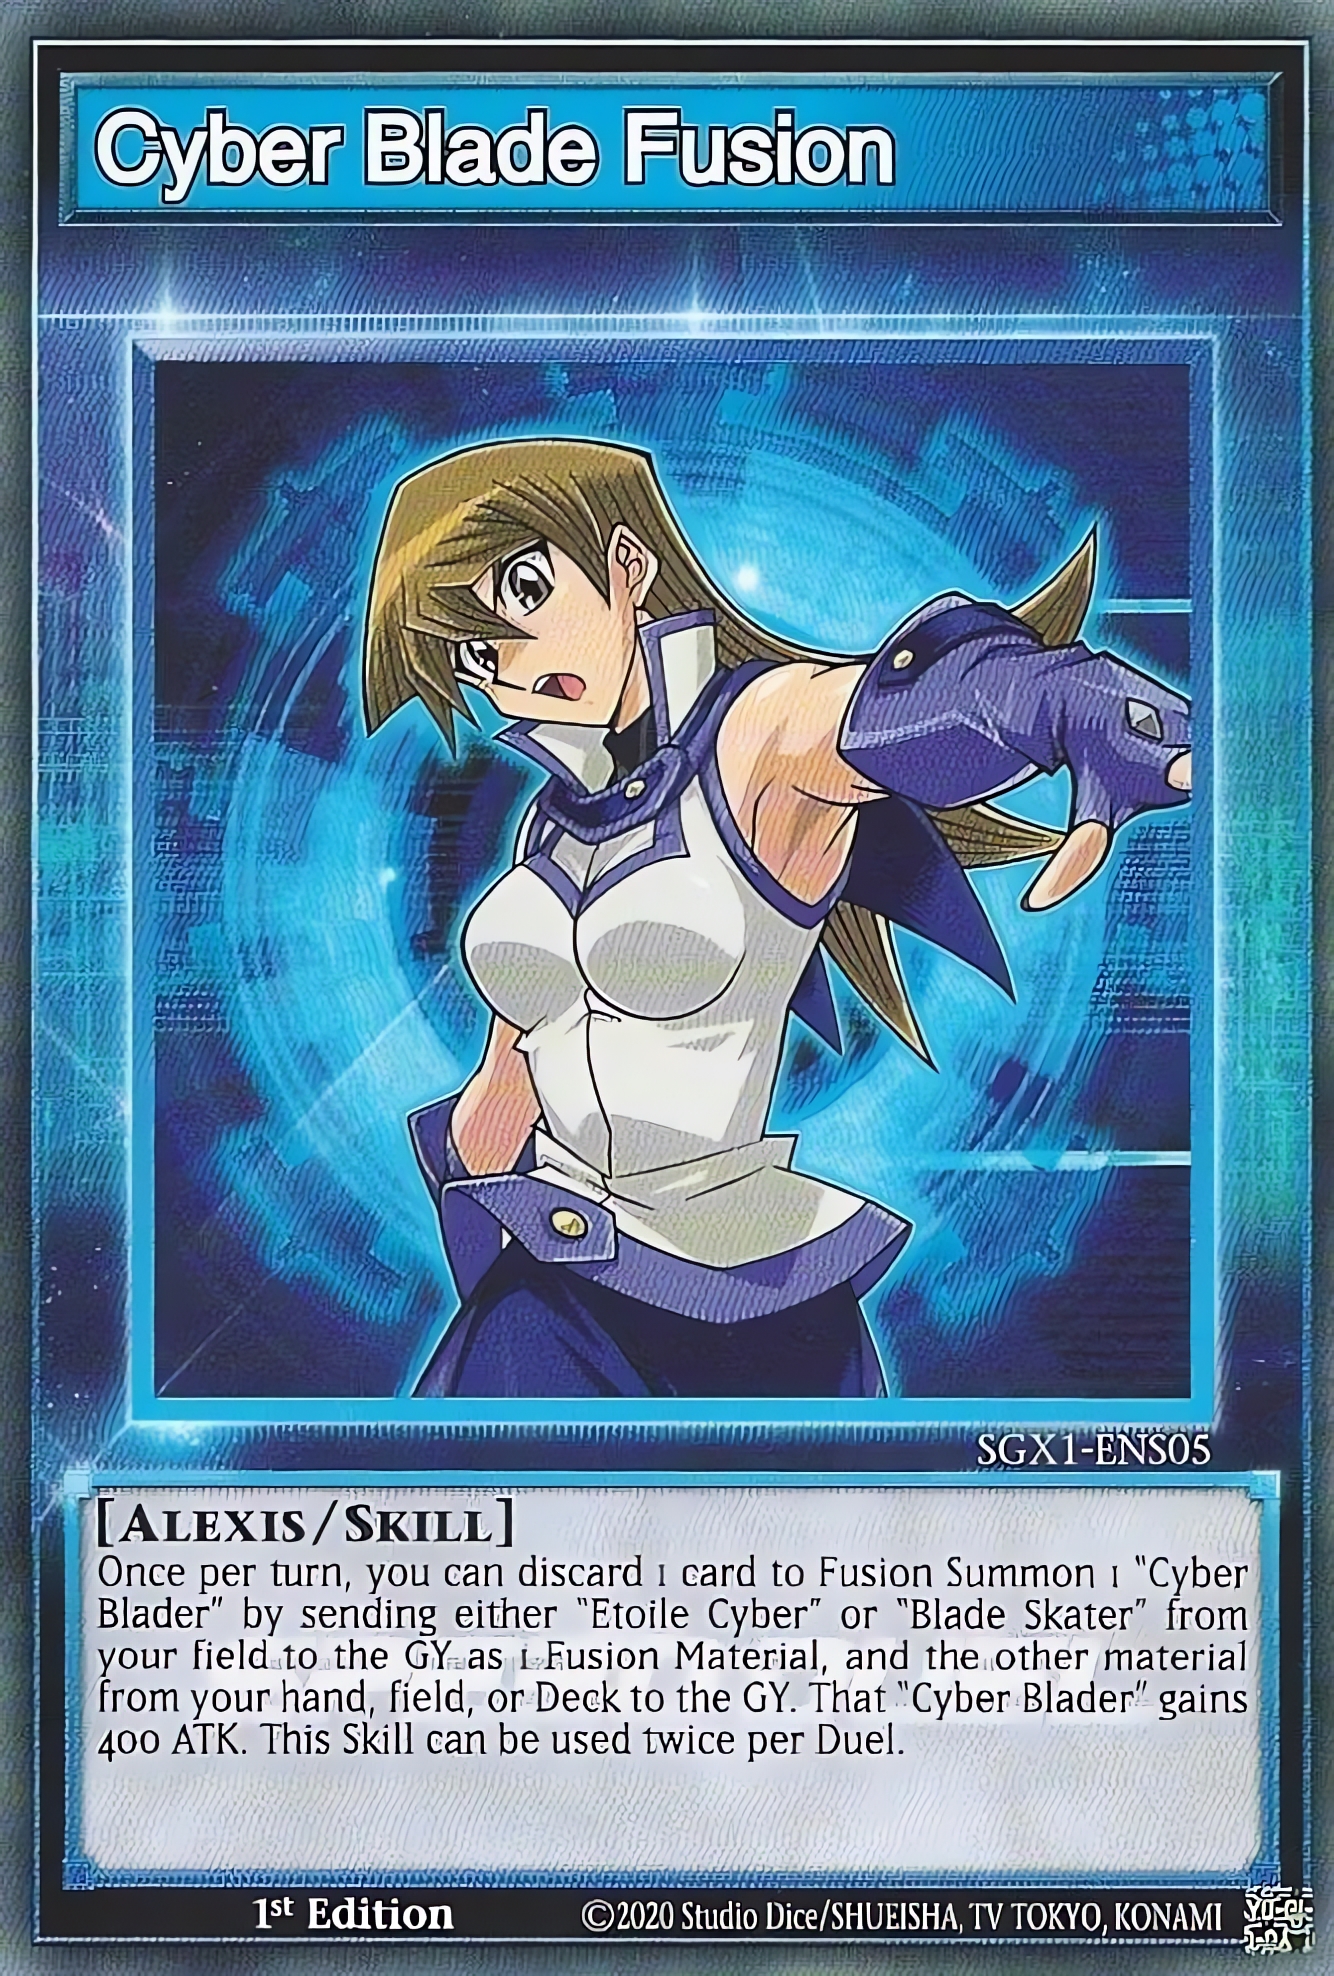 Cyber Blade Fusion
SGX1-ENS05
[ALEXIS/SKILL]
Once per turn, you can discard 1 card to Fusion Summon 1 "Cyber
Blader" by sending either "Etoile Cyber" or "Blade Skater" from
your field to the GY as 1 Fusion Material, and the other material
from your hand, field, or Deck to the GY. That "Cyber Blader" gains
400 ATK. This Skill can be used twice per Duel.
1st Edition
©2020 Studio Dice/SHUEISHA, TV TOKYO, KONAMI